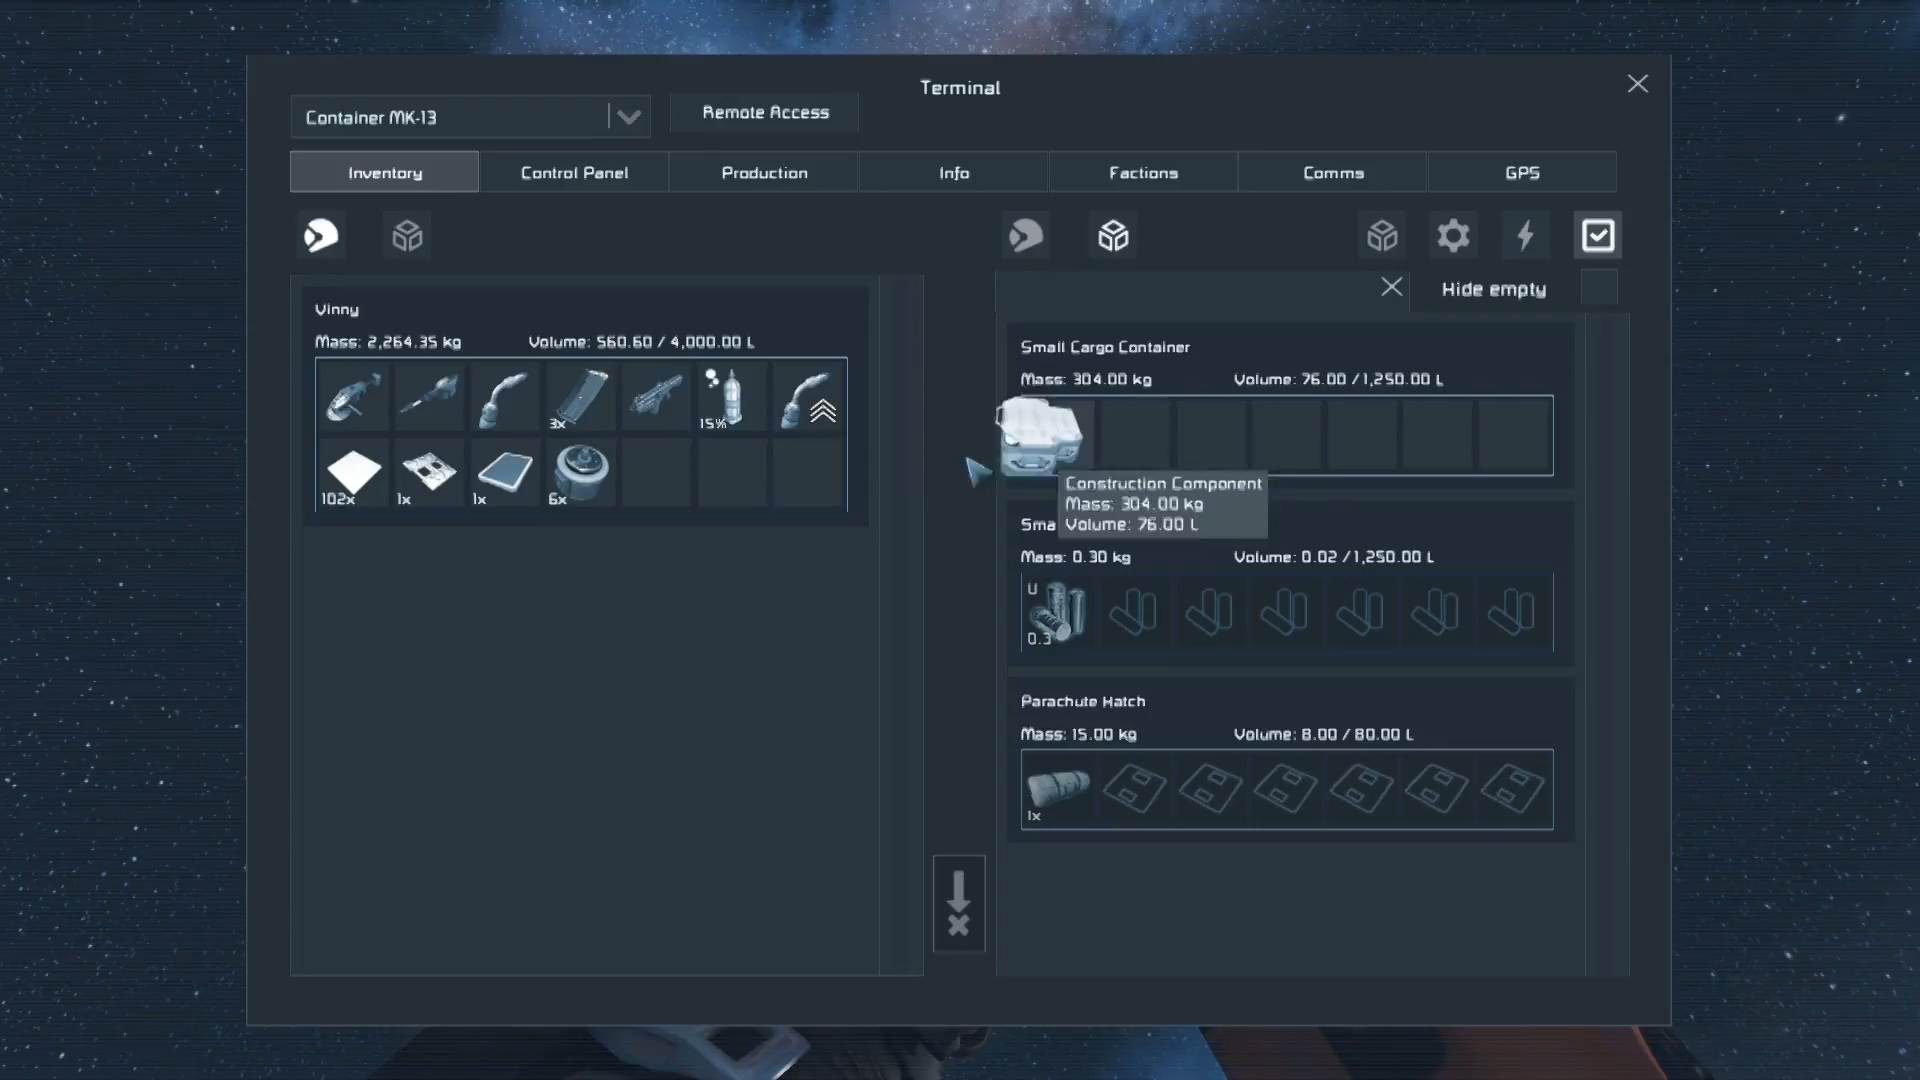 Terminal
Container MK-13
Remote Access
Inventory
Control Panel
Production
Info
Factions
Comms
GPS
Hide empty
Vinny
Mass: 2,264.35 kg
Volume: 560.60 / 4,000.00 L
3x
15%
102x
1x
1x
6x
Small Cargo Container
Mass: 304.00 kg
Volume: 76.00 / 1,250.00 L
Construction Component
Mass: 304.00 kg
Volume: 76.00 L
Sma
Mass: 0.30 kg
Volume: 0.02 / 1,250.00 L
U
0.3
Parachute Hatch
Mass: 15.00 kg
Volume: 8.00 / 80.00 L
1x